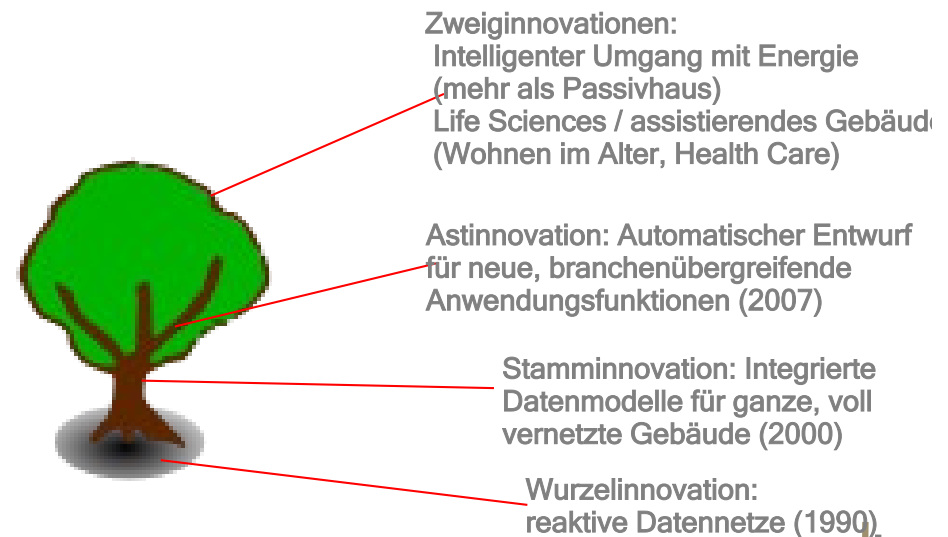 Zweiginnovationen:
Intelligenter Umgang mit Energie
(mehr als Passivhaus)
Life Sciences / assistierendes Gebäude
(Wohnen im Alter, Health Care)
Astinnovation: Automatischer Entwurf
für neue, branchenübergreifende
Anwendungsfunktionen (2007)
Stamminnovation: Integrierte
Datenmodelle für ganze, voll
vernetzte Gebäude (2000)
Wurzelinnovation:
reaktive Datennetze (1990)